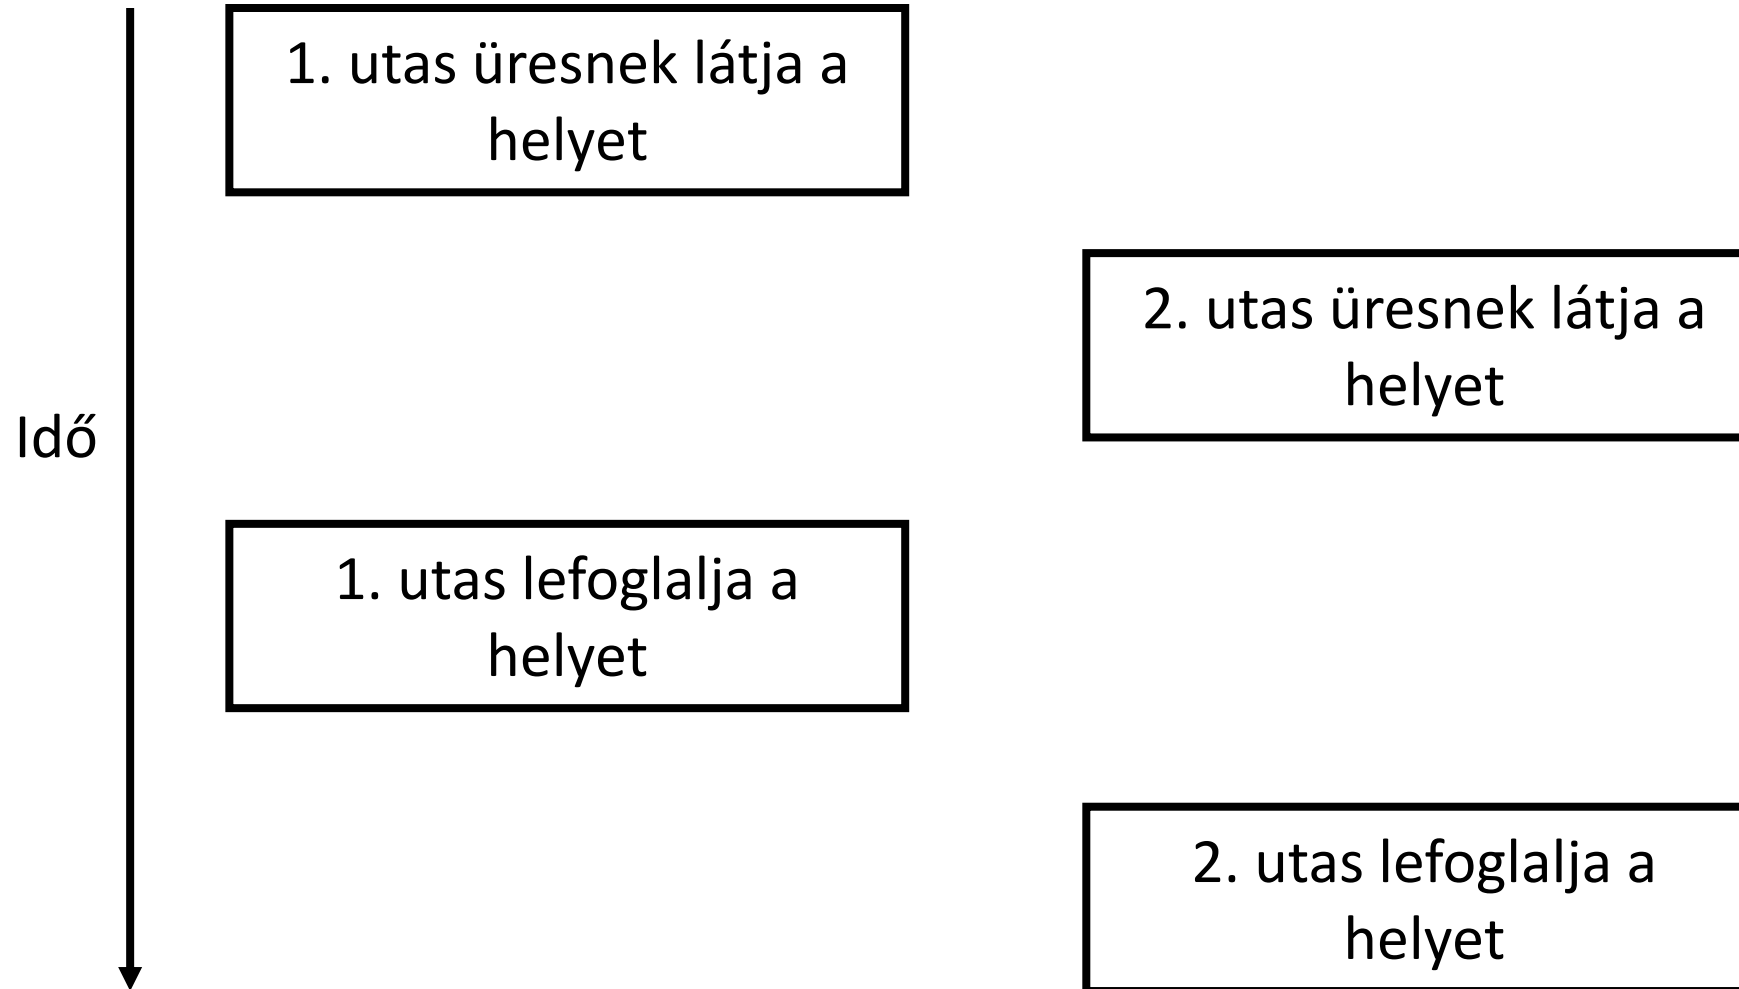 1. utas üresnek látja a
helyet
2. utas üresnek látja a
helyet
Idő
1. utas lefoglalja a
helyet
2. utas lefoglalja a
helyet